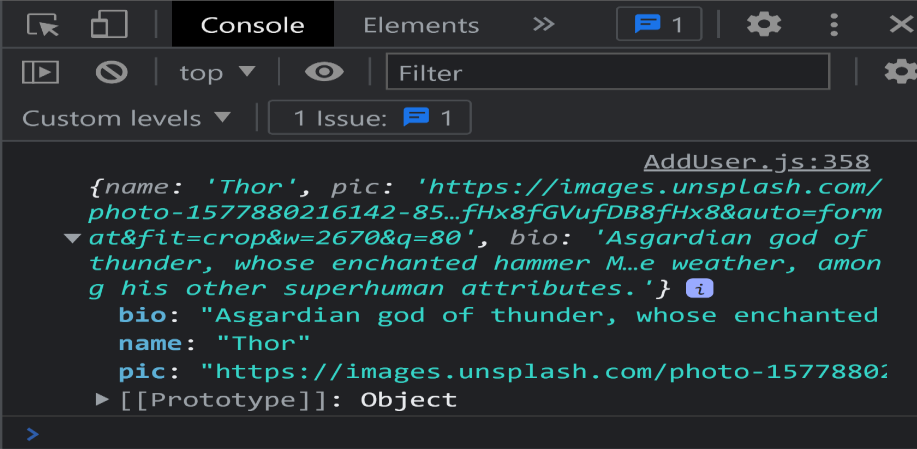 Console Elements 1
top Filter
Custom levels 1 Issue: 1
AddUser.js:358
{name: 'Thor', pic: 'https://images.unsplash.com/
photo-1577880216142-85…fHx8fGVufDB8fHx8&auto=form
at&fit=crop&w=2670&q=80', bio: 'Asgardian god of
thunder, whose enchanted hammer M…e weather, amon
g his other superhuman attributes.'} i
bio: "Asgardian god of thunder, whose enchanted
name: "Thor"
pic: "https://images.unsplash.com/photo-15778802
[[Prototype]]: Object